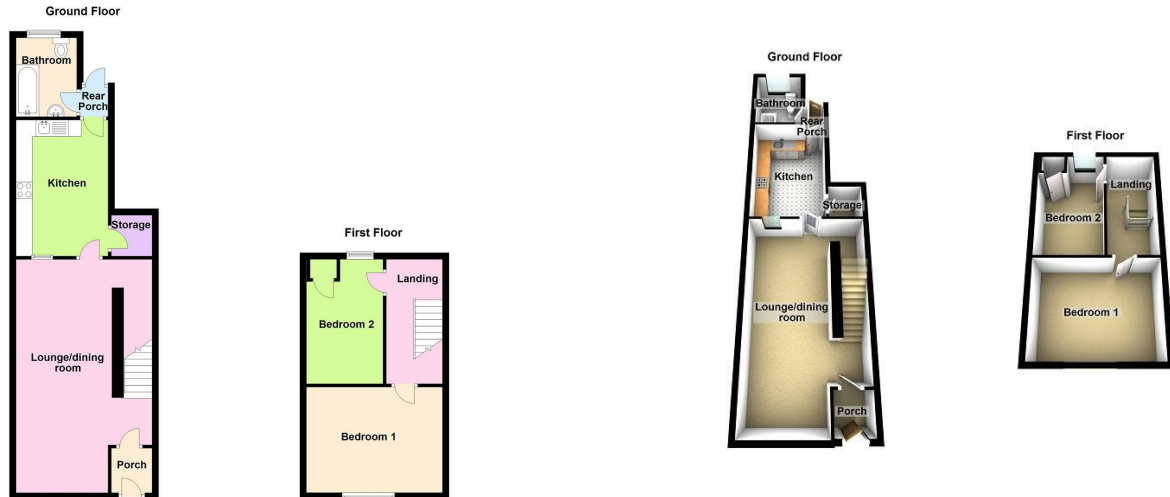 Ground Floor
Bathroom
Rear
Porch
Kitchen
Storage
Lounge/dining
room
Porch
First Floor
Landing
Bedroom 2
Bedroom 1
Ground Floor
Bathroom
Rear
Porch
Kitchen
Storage
Lounge/dining
room
Porch
First Floor
Landing
Bedroom 2
Bedroom 1